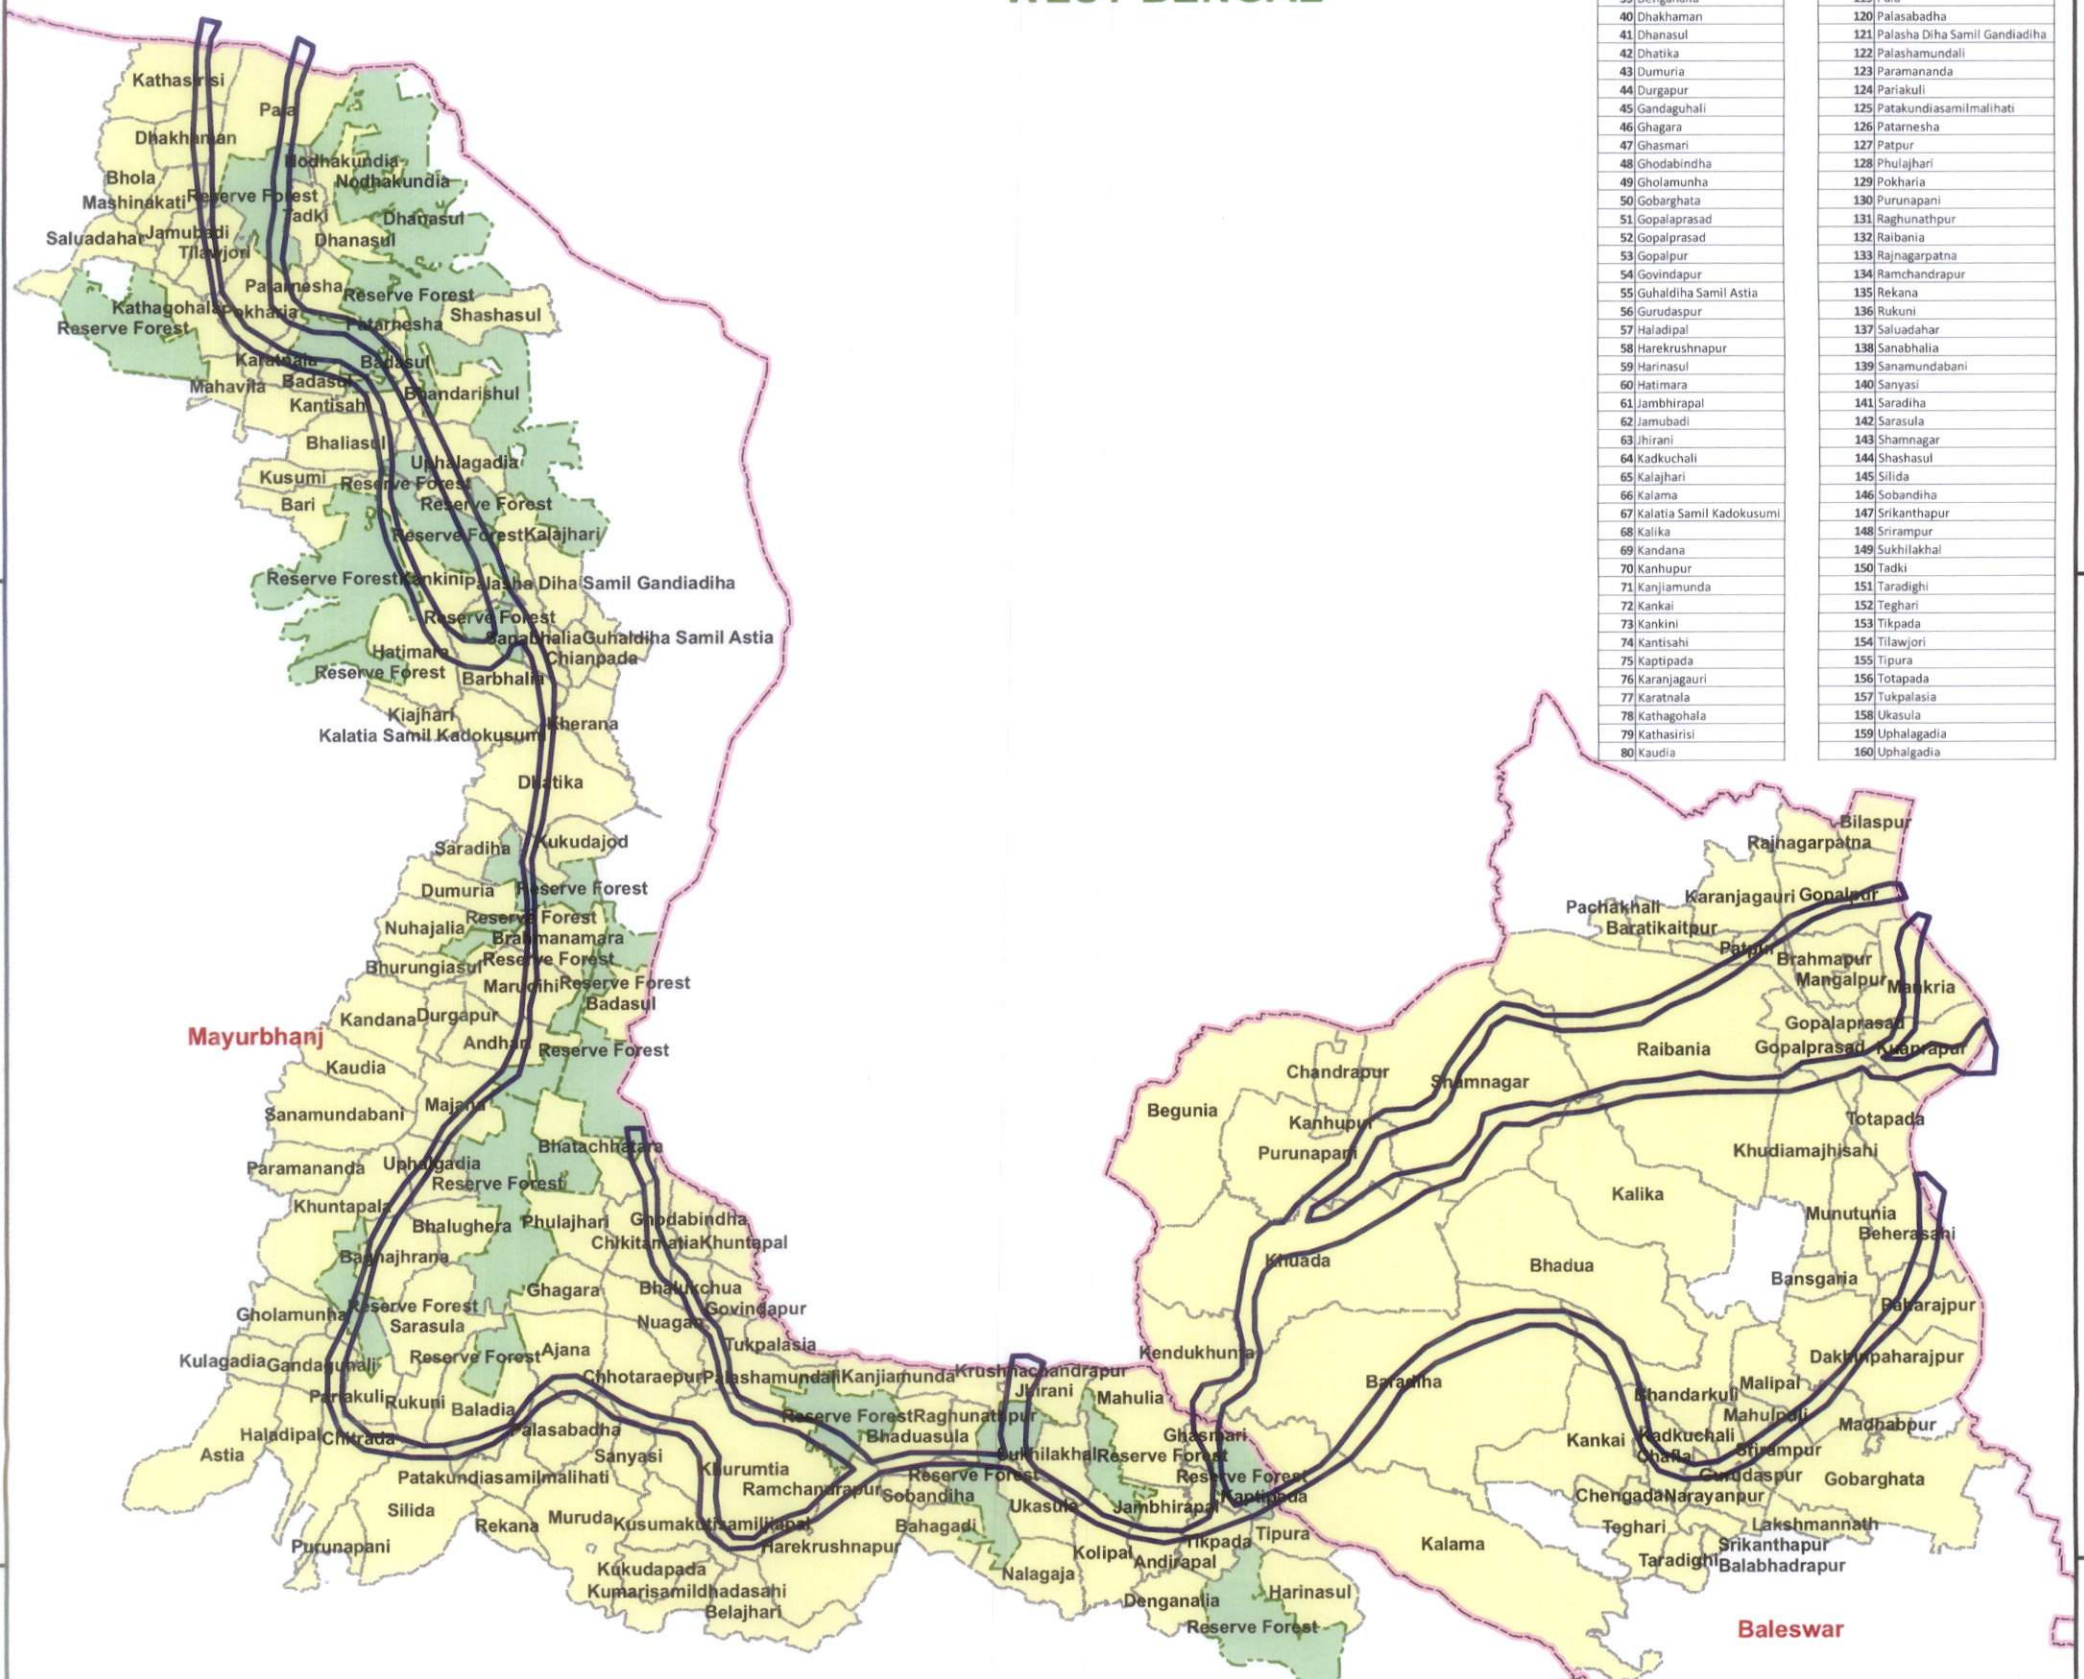 WEST BENGAL
40 Dhakhaman
41 Dhanasul
42 Dhatika
43 Dumuria
44 Durgapur
45 Gandaguhali
46 Ghagara
47 Ghasmari
48 Ghodabindha
49 Gholamunha
50 Gobarghata
51 Gopalaprasad
52 Gopalprasad
53 Gopalpur
54 Govindapur
55 Guhaldiha Samil Astia
56 Gurudaspur
57 Haladipal
58 Harekrushnapur
59 Harinasul
60 Hatimara
61 Jambhirapal
62 Jamubadi
63 Jhirani
64 Kadkuchali
65 Kalajhari
66 Kalama
67 Kalatia Samil Kadokusumi
68 Kalika
69 Kandana
70 Kanhupur
71 Kanjiamunda
72 Kankai
73 Kankini
74 Kantisahi
75 Kaptipada
76 Karanjagauri
77 Karatnala
78 Kathagohala
79 Kathasirisi
80 Kaudia
120 Palasabadha
121 Palasha Diha Samil Gandiadiha
122 Palashamundali
123 Paramananda
124 Pariakuli
125 Patakundiasamilmalihati
126 Patarnesha
127 Patpur
128 Phulajhari
129 Pokharia
130 Purunapani
131 Raghunathpur
132 Raibania
133 Rajnagarpatna
134 Ramchandrapur
135 Rekana
136 Rukuni
137 Saluadahar
138 Sanabhalia
139 Sanamundabani
140 Sanyasi
141 Saradiha
142 Sarasula
143 Shamnagar
144 Shashasul
145 Silida
146 Sobandiha
147 Srikanthapur
148 Srirampur
149 Sukhilakhal
150 Tadki
151 Taradighi
152 Teghari
153 Tikpada
154 Tilawjori
155 Tipura
156 Totapada
157 Tukpalasia
158 Ukasula
159 Uphalagadia
160 Uphalgadia
Kathasirisi
Pala
Dhakhaman
Nodhakundia
Bhola
Nodhakundia
Mashinakati
Reserve Forest
Tadki
Dhanasul
Saluadahar
Jamubadi
Dhanasul
Tilawjori
Patarnesha
Reserve Forest
Kathagohala
Pokharia
Shashasul
Reserve Forest
Patarnesha
Karatnala
Badasul
Mahavila
Badasul
Bhandarishul
Kantisahi
Bhaliasul
Uphalagadia
Kusumi
Reserve Forest
Bari
Reserve Forest
Reserve Forest
Kalajhari
Reserve Forest
Kankini
Palasha Diha Samil Gandiadiha
Reserve Forest
Sanabhalia
Guhaldiha Samil Astia
Hatimara
Chianpada
Reserve Forest
Barbhalia
Kiajhari
Kherana
Kalatia Samil Kadokusumi
Dhatika
Saradiha
Kukudajod
Dumuria
Reserve Forest
Reserve Forest
Nuhajalia
Brahmanamara
Bhurungiasul
Reserve Forest
Marudihi
Reserve Forest
Badasul
Kandana
Durgapur
Mayurbhanj
Andhari
Reserve Forest
Kaudia
Sanamundabani
Majana
Bhatachhatara
Paramananda
Uphalgadia
Reserve Forest
Khuntapala
Bhalughera
Phulajhari
Ghodabindha
Chikitamatia
Khuntapal
Baghajhrana
Ghagara
Bhalukchua
Gholamunha
Reserve Forest
Govindapur
Sarasula
Nuagan
Tukpalasia
Kulagadia
Gandaguhali
Reserve Forest
Ajana
Chhotaraepur
Palashamundali
Kanjiamunda
Krushnachandrapur
Pariakuli
Rukuni
Baladia
Jhirani
Mahulia
Reserve Forest
Raghunathpur
Haladipal
Chitrada
Palasabadha
Bhaduasula
Ghasmari
Astia
Sanyasi
Sukhilakhal
Reserve Forest
Patakundiasamilmalihati
Khurumtia
Reserve Forest
Reserve Forest
Ramchandrapur
Sobandiha
Kaptipada
Silida
Ukasula
Jambhirapal
Rekana
Muruda
Kusumakutisamiljiapal
Bahagadi
Tipura
Purunapani
Harekrushnapur
Tikpada
Kolipal
Andirapal
Kukudapada
Nalagaja
Kumarisamildhadasahi
Denganalia
Harinasul
Belajhari
Reserve Forest
Bilaspur
Rajnagarpatna
Karanjagauri
Gopalpur
Pachakhali
Baratikaitpur
Patpur
Brahmapur
Mangalpur
Mankria
Gopalaprasad
Raibania
Gopalprasad
Kuanrapur
Chandrapur
Shamnagar
Begunia
Kanhupur
Totapada
Purunapani
Khudiamajhisahi
Kalika
Munutunia
Beherasahi
Khuada
Bhadua
Bansgaria
Paharajpur
Kendukhunta
Dakhinpaharajpur
Baradiha
Bhandarkuli
Malipal
Mahulpali
Madhabpur
Kankai
Kadkuchali
Chafla
Srirampur
Gurudaspur
Gobarghata
Chengada
Narayanpur
Teghari
Lakshmannath
Kalama
Srikanthapur
Taradighi
Balabhadrapur
Baleswar